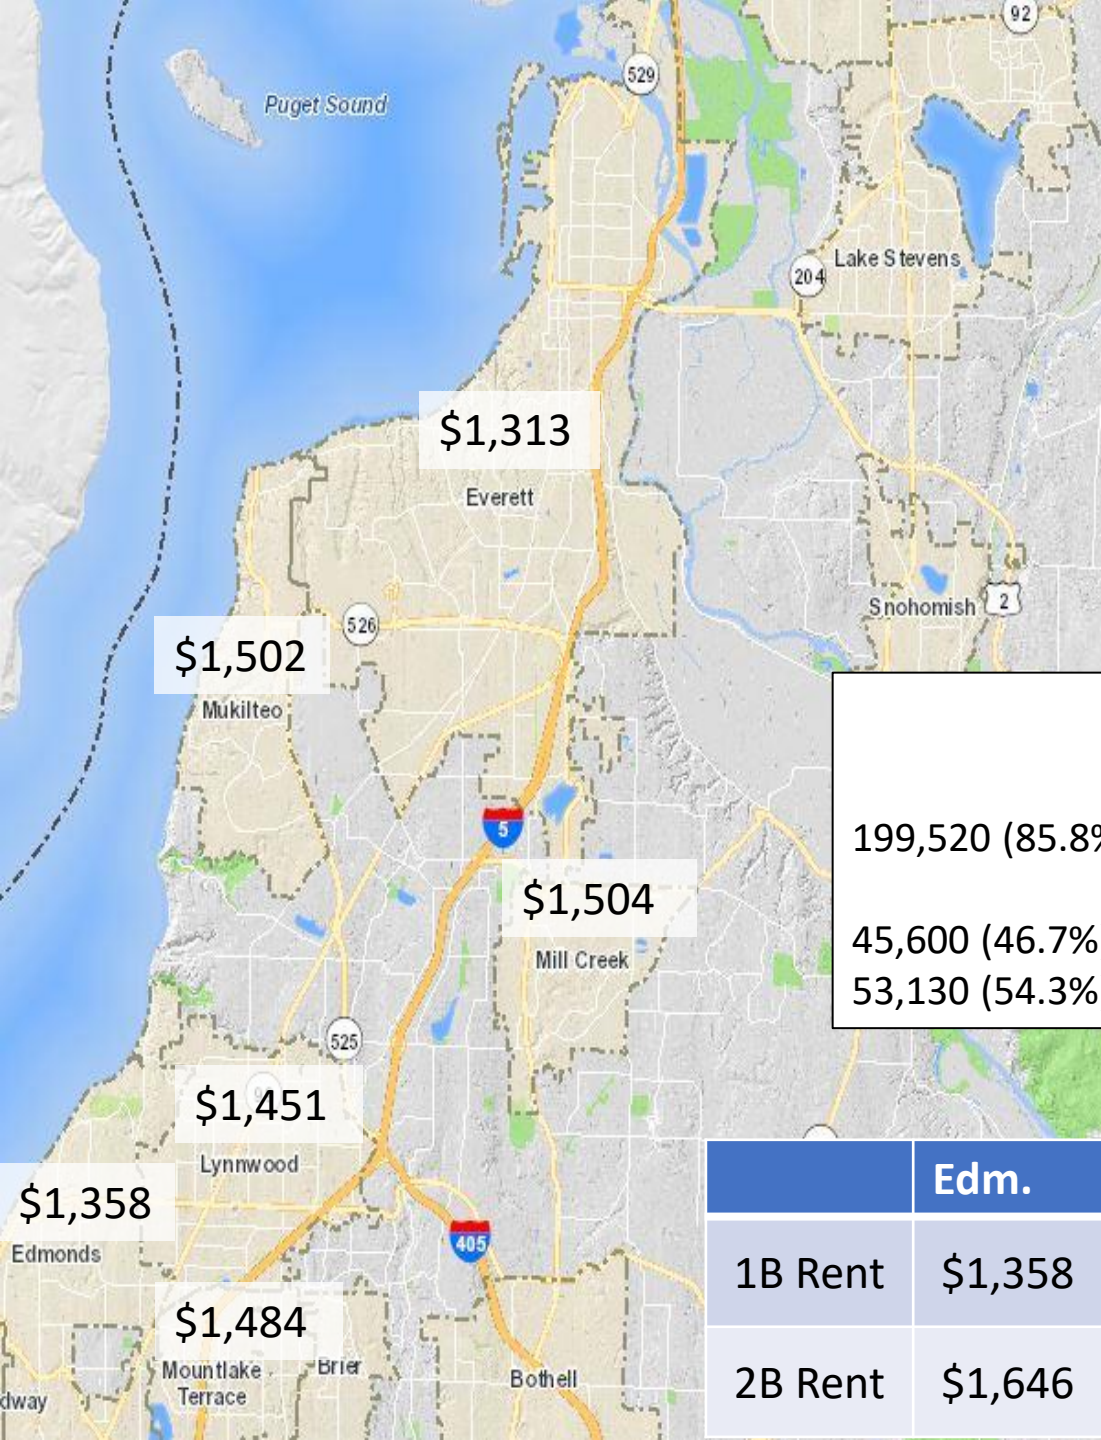 92
529
Puget Sound
Lake Stevens
204
$1,313
Everett
Snohomish
2
526
$1,502
Mukilteo
5
199,520 (85.8%
$1,504
45,600 (46.7%
Mill Creek
53,130 (54.3%
525
$1,451
Lynnwood
Edm.
$1,358
405
Edmonds
1B Rent $1,358
$1,484
Mountlake
Terrace
Brier
Bothell
2B Rent $1,646
dway